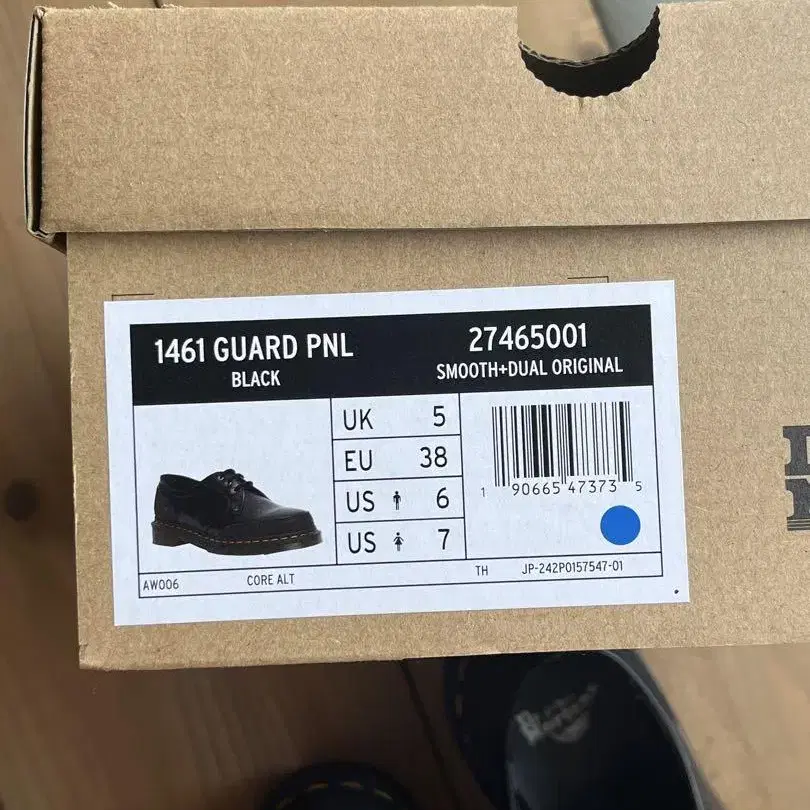 1461 GUARD PNL
BLACK
27465001
SMOOTH+DUAL ORIGINAL
UK 5
EU 38
US 6
US 7
1 90665 47373 5
AW006
CORE ALT
TH
JP-242P0157547-01